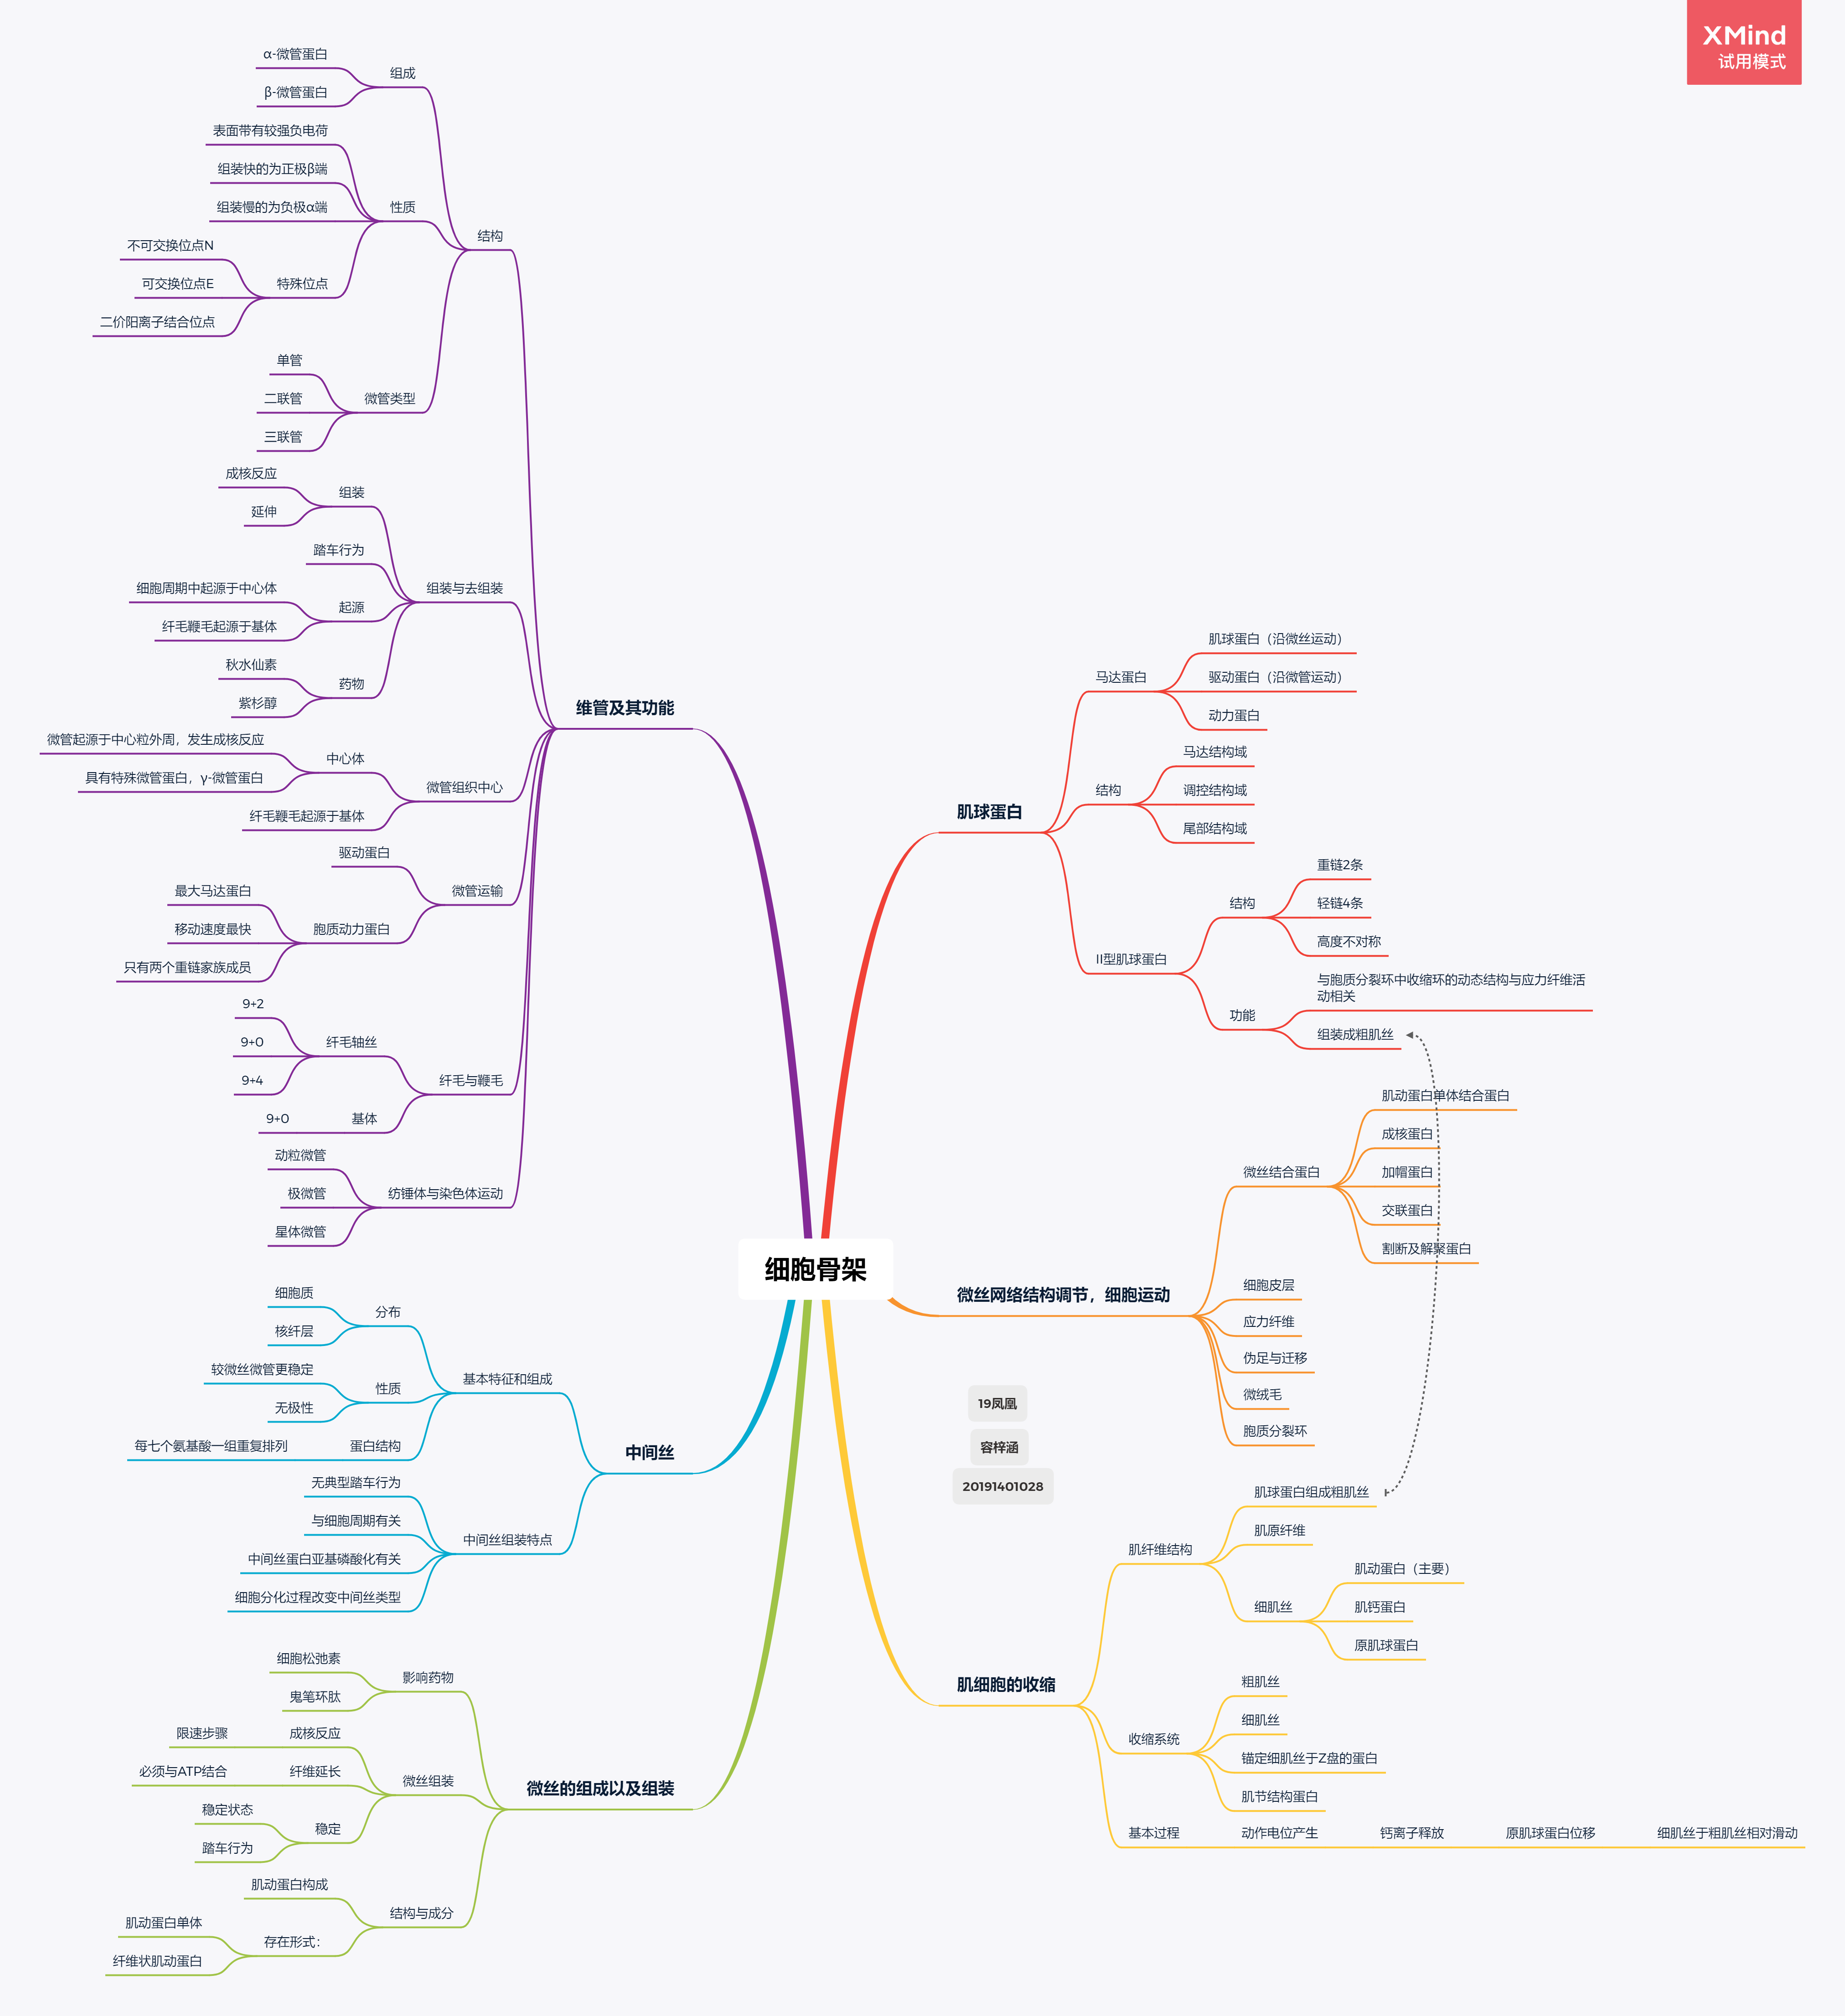 XMind
试用模式
细胞骨架
肌球蛋白
马达蛋白
肌球蛋白（沿微丝运动）
驱动蛋白（沿微管运动）
动力蛋白
结构
马达结构域
调控结构域
尾部结构域
II型肌球蛋白
结构
重链2条
轻链4条
高度不对称
功能
与胞质分裂环中收缩环的动态结构与应力纤维活
动相关
组装成粗肌丝
微丝网络结构调节，细胞运动
微丝结合蛋白
肌动蛋白单体结合蛋白
成核蛋白
加帽蛋白
交联蛋白
割断及解聚蛋白
细胞皮层
应力纤维
伪足与迁移
微绒毛
胞质分裂环
19凤凰
容梓涵
20191401028
肌细胞的收缩
肌纤维结构
肌球蛋白组成粗肌丝
肌原纤维
细肌丝
肌动蛋白（主要）
肌钙蛋白
原肌球蛋白
收缩系统
粗肌丝
细肌丝
锚定细肌丝于Z盘的蛋白
肌节结构蛋白
基本过程
动作电位产生
钙离子释放
原肌球蛋白位移
细肌丝于粗肌丝相对滑动
维管及其功能
结构
组成
α-微管蛋白
β-微管蛋白
性质
表面带有较强负电荷
组装快的为正极β端
组装慢的为负极α端
特殊位点
不可交换位点N
可交换位点E
二价阳离子结合位点
微管类型
单管
二联管
三联管
组装与去组装
组装
成核反应
延伸
踏车行为
起源
细胞周期中起源于中心体
纤毛鞭毛起源于基体
药物
秋水仙素
紫杉醇
微管组织中心
中心体
微管起源于中心粒外周，发生成核反应
具有特殊微管蛋白，γ-微管蛋白
纤毛鞭毛起源于基体
微管运输
驱动蛋白
胞质动力蛋白
最大马达蛋白
移动速度最快
只有两个重链家族成员
纤毛与鞭毛
纤毛轴丝
9+2
9+0
9+4
基体
9+0
纺锤体与染色体运动
动粒微管
极微管
星体微管
中间丝
基本特征和组成
分布
细胞质
核纤层
性质
较微丝微管更稳定
无极性
蛋白结构
每七个氨基酸一组重复排列
中间丝组装特点
无典型踏车行为
与细胞周期有关
中间丝蛋白亚基磷酸化有关
细胞分化过程改变中间丝类型
微丝的组成以及组装
影响药物
细胞松弛素
鬼笔环肽
微丝组装
成核反应
限速步骤
纤维延长
必须与ATP结合
稳定
稳定状态
踏车行为
结构与成分
肌动蛋白构成
存在形式：
肌动蛋白单体
纤维状肌动蛋白